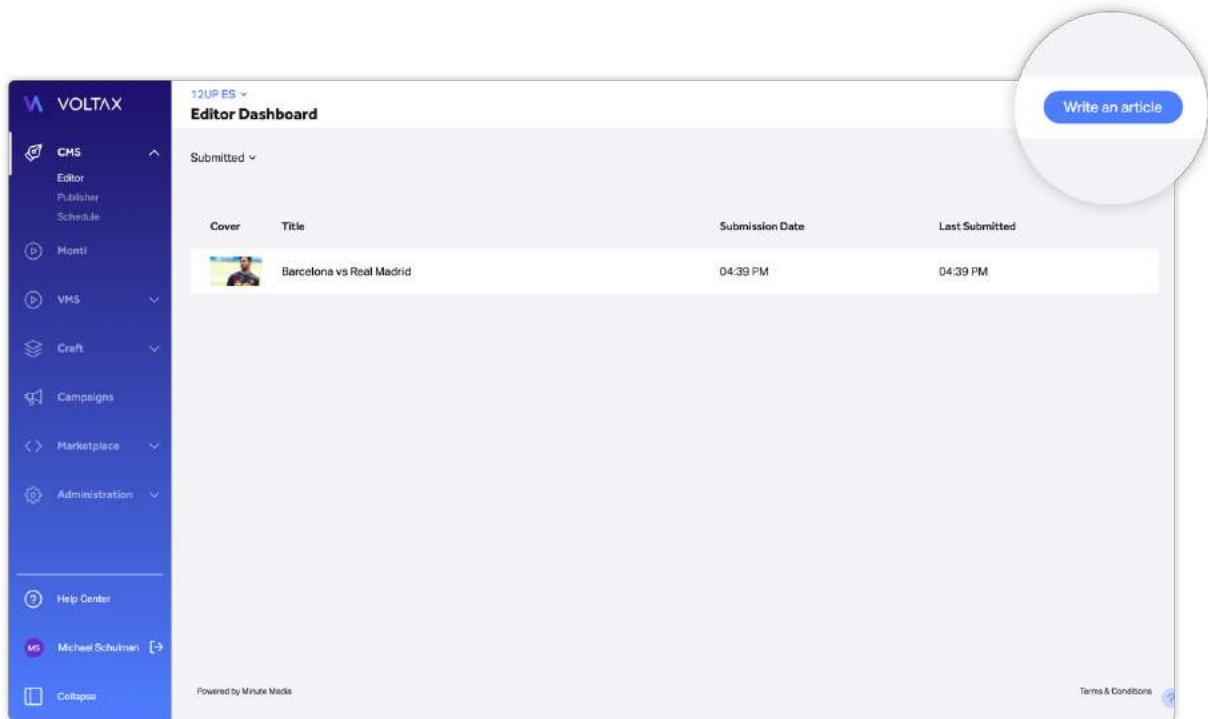 VOLTAX
12UP ES
Editor Dashboard
Write an article
CMS
Editor
Publisher
Schedule
Submitted
Cover Title Submission Date Last Submitted
Monti
Barcelona vs Real Madrid 04:39 PM 04:39 PM
VMS
Craft
Campaigns
Marketplace
Administration
Help Center
MS Michael Schulman
Collapse
Powered by Minute Media
Terms & Conditions